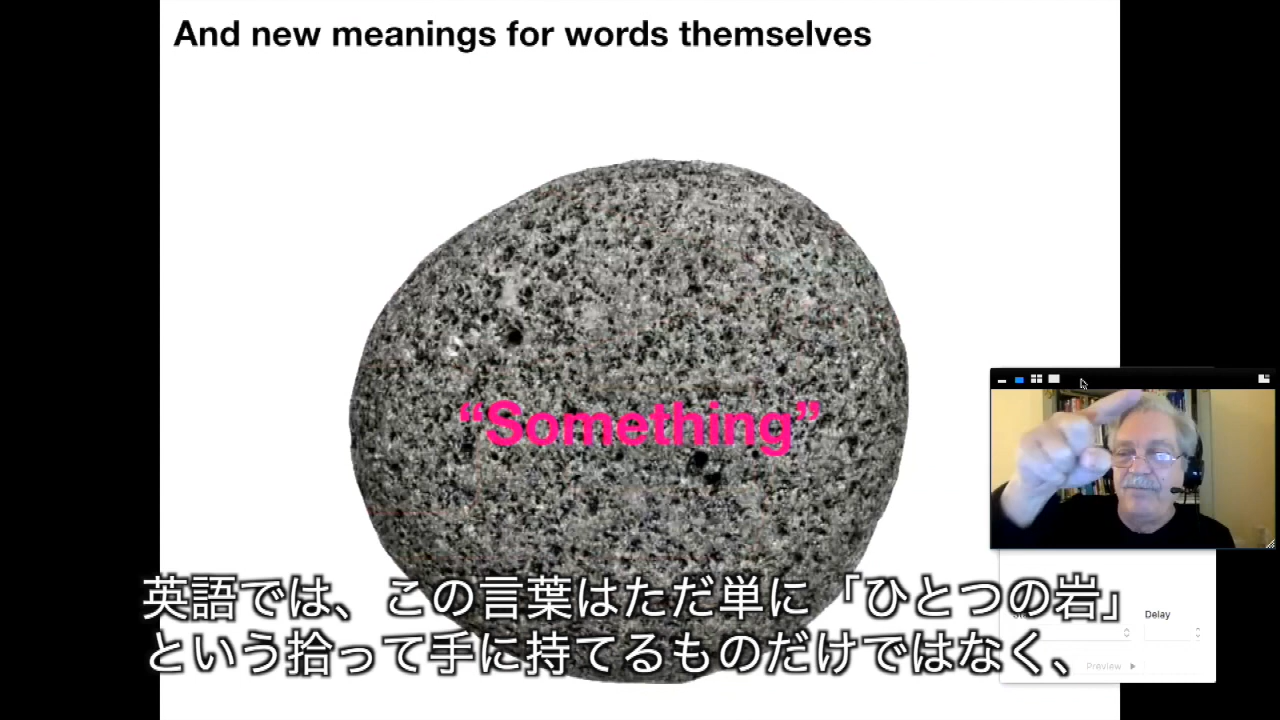 And new meanings for words themselves
“Something”
英語では、この言葉はただ単に「ひとつの岩」
という拾って手に持てるものだけではなく、
Delay
Preview